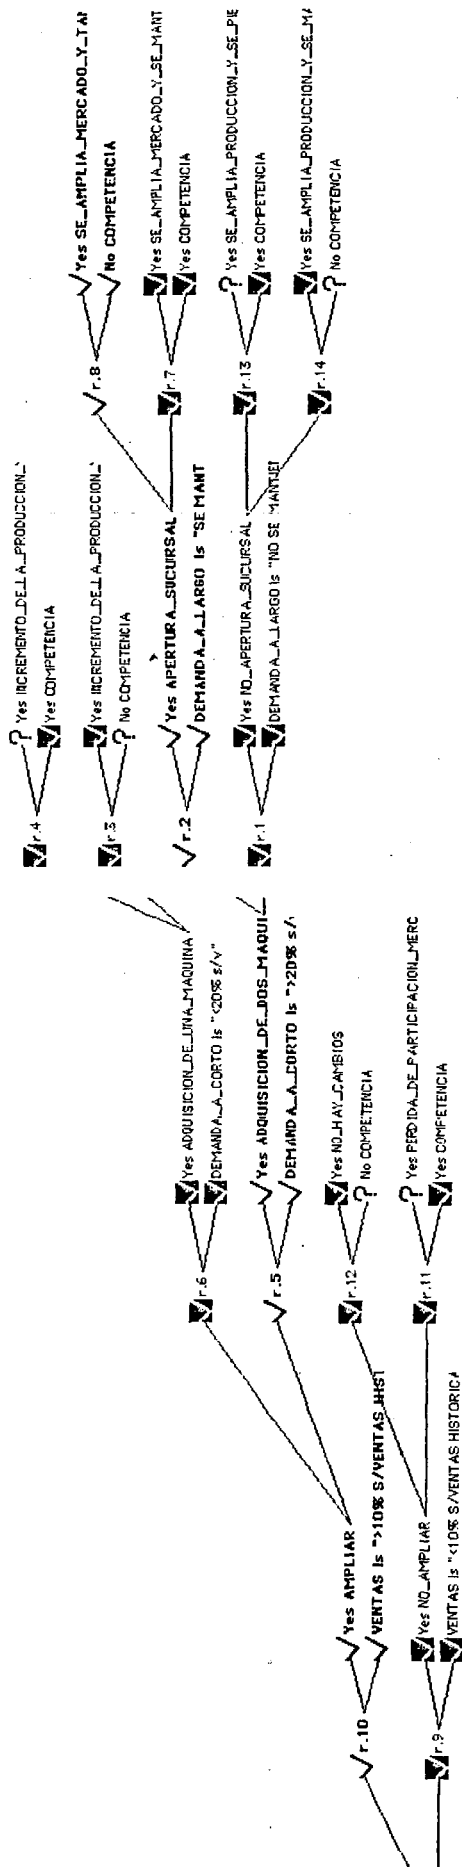 Yes AMPLIAR
r.10
VENTAS Is ">10% S/VENTAS_HIST
Yes NO_AMPLIAR
r.9
VENTAS Is "<10% S/VENTAS HISTORICA
Yes ADQUISICION_DE_UNA_MAQUINA
r.6
DEMANDA_A_CORTO Is "<20% s/v"
Yes ADQUISICION_DE_DOS_MAQUI
r.5
DEMANDA_A_CORTO Is ">20% s/
Yes NO_HAY_CAMBIOS
r.12
No COMPETENCIA
Yes PERDIDA_DE_PARTICIPACION_MERC
r.11
Yes COMPETENCIA
Yes INCREMENTO_DE_LA_PRODUCCION_
r.4
Yes COMPETENCIA
Yes INCREMENTO_DE_LA_PRODUCCION_
r.3
No COMPETENCIA
Yes APERTURA_SUCURSAL
r.2
DEMANDA_A_LARGO Is "SE MANT
Yes NO_APERTURA_SUCURSAL
r.1
DEMANDA_A_LARGO Is "NO SE MANTIE
Yes SE_AMPLIA_MERCADO_Y_TAM
r.8
No COMPETENCIA
Yes SE_AMPLIA_MERCADO_Y_SE_MANT
r.7
Yes COMPETENCIA
Yes SE_AMPLIA_PRODUCCION_Y_SE_PIE
r.13
Yes COMPETENCIA
Yes SE_AMPLIA_PRODUCCION_Y_SE_MA
r.14
No COMPETENCIA